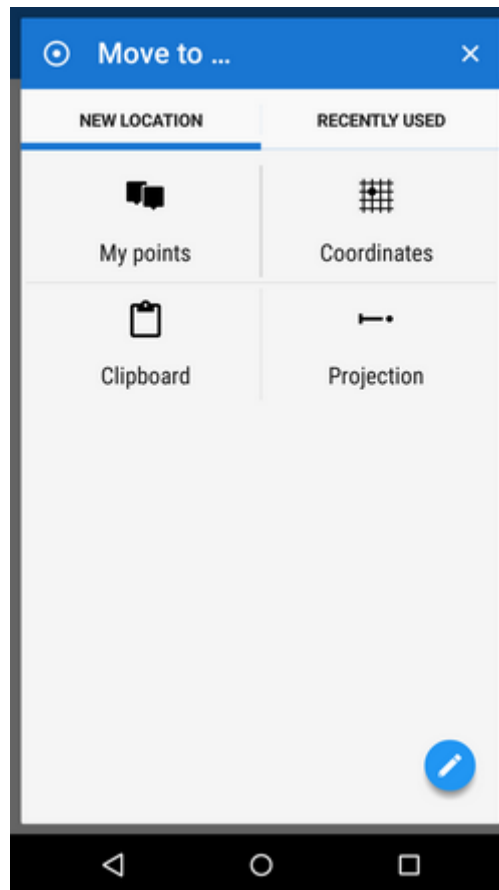 Move to ...
NEW LOCATION
RECENTLY USED
My points
Coordinates
Clipboard
Projection